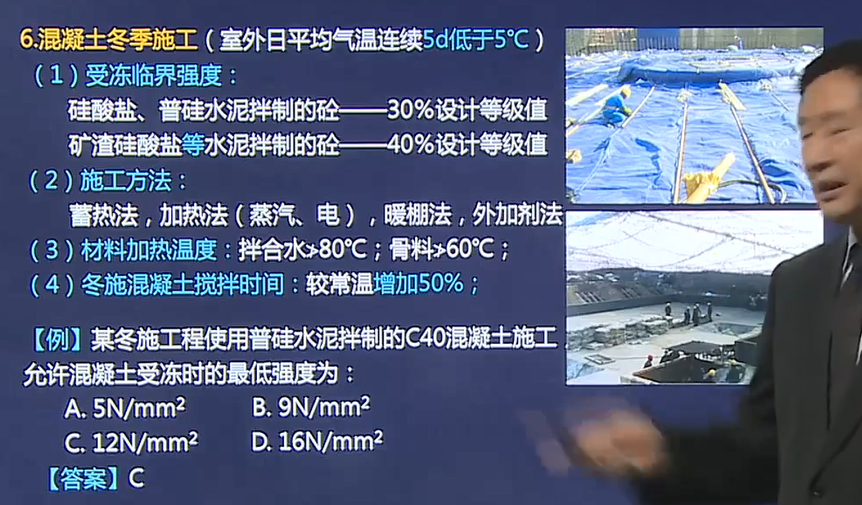 6.混凝土冬季施工（室外日平均气温连续5d低于5℃）
（1）受冻临界强度：
硅酸盐、普硅水泥拌制的砼——30%设计等级值
矿渣硅酸盐等水泥拌制的砼——40%设计等级值
（2）施工方法：
蓄热法，加热法（蒸汽、电），暖棚法，外加剂法
（3）材料加热温度：拌合水≯80℃；骨料≯60℃；
（4）冬施混凝土搅拌时间：较常温增加50%；
【例】某冬施工程使用普硅水泥拌制的C40混凝土施工，
允许混凝土受冻时的最低强度为：
A. 5N/mm² B. 9N/mm²
C. 12N/mm² D. 16N/mm²
【答案】C